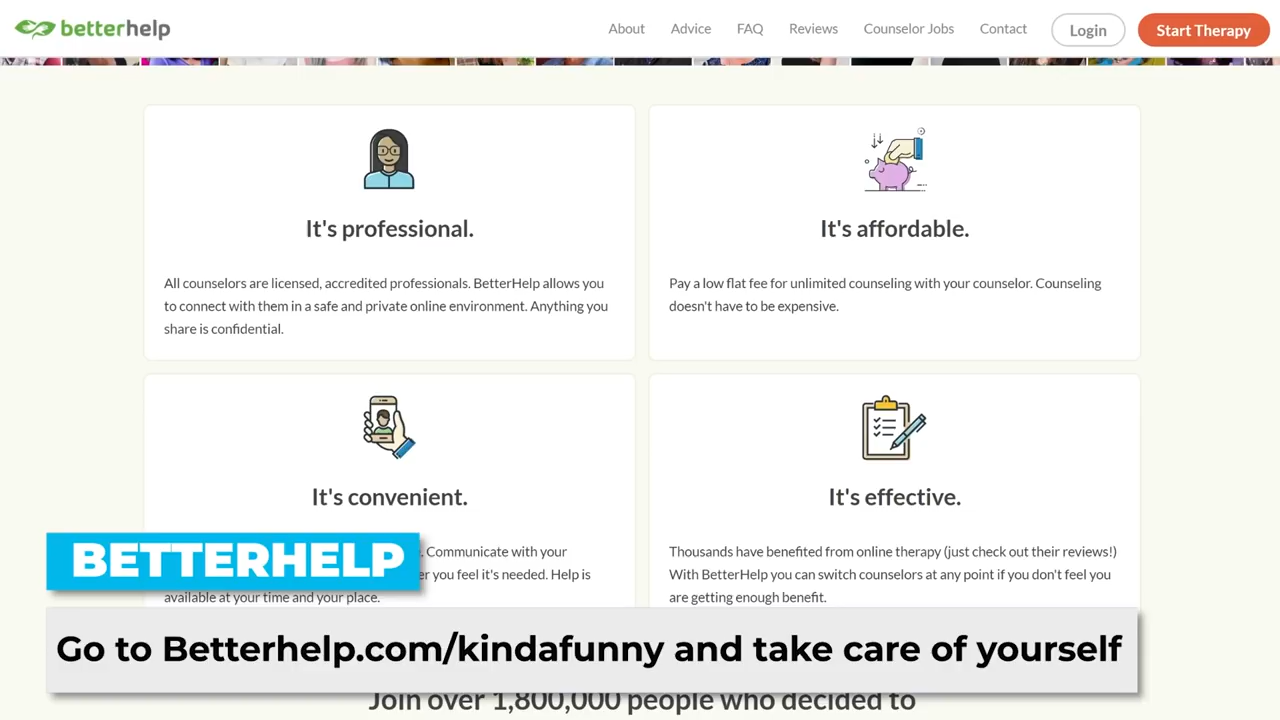 betterhelp
About Advice FAQ Reviews Counselor Jobs Contact Login Start Therapy
It's professional.
All counselors are licensed, accredited professionals. BetterHelp allows you
to connect with them in a safe and private online environment. Anything you
share is confidential.
It's affordable.
Pay a low flat fee for unlimited counseling with your counselor. Counseling
doesn't have to be expensive.
It's convenient.
. Communicate with your
you feel it's needed. Help is
available at your time and your place.
It's effective.
Thousands have benefited from online therapy (just check out their reviews!)
With BetterHelp you can switch counselors at any point if you don't feel you
are getting enough benefit.
BETTERHELP
Go to Betterhelp.com/kindafunny and take care of yourself
Join over 1,800,000 people who decided to